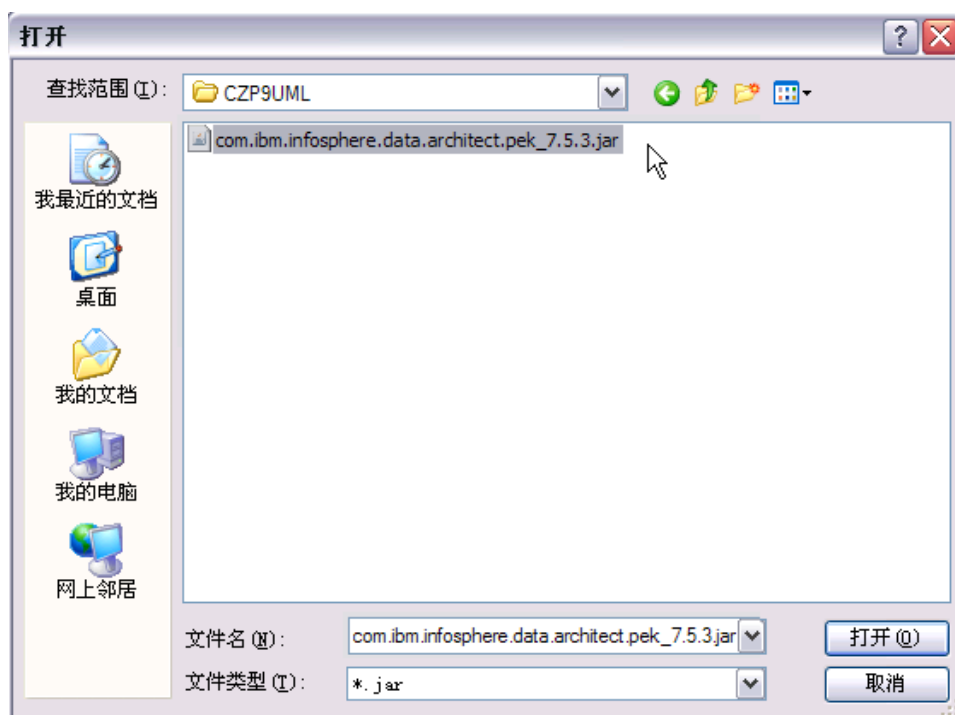 打开
?
查找范围(I):
CZP9UML
com.ibm.infosphere.data.architect.pek_7.5.3.jar
我最近的文档
桌面
我的文档
我的电脑
网上邻居
文件名(N):
com.ibm.infosphere.data.architect.pek_7.5.3.jar
打开(O)
文件类型(T):
*.jar
取消